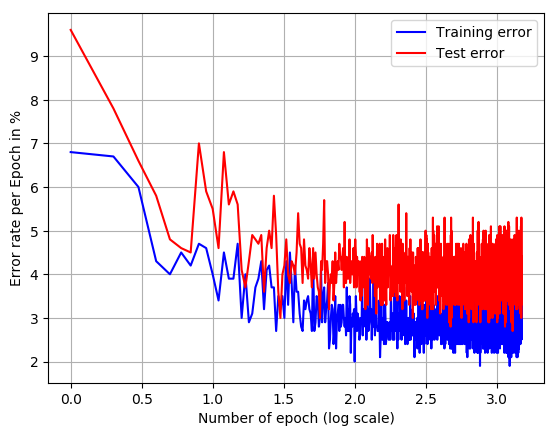 Training error
Test error
Error rate per Epoch in %
9
8
7
6
5
4
3
2
0.0 0.5 1.0 1.5 2.0 2.5 3.0
Number of epoch (log scale)